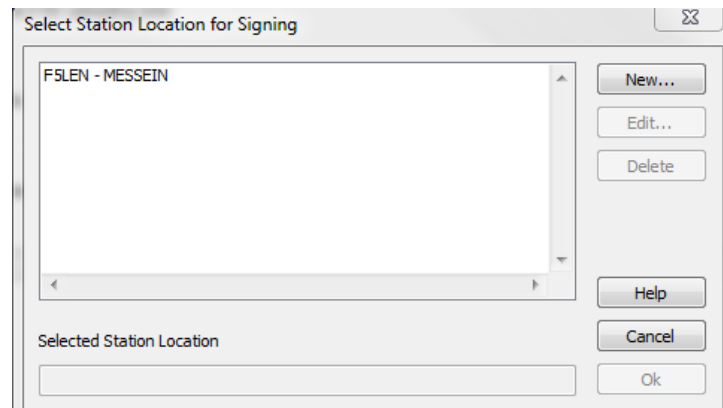 Select Station Location for Signing
F5LEN - MESSEIN
New...
Edit...
Delete
Help
Selected Station Location
Cancel
Ok